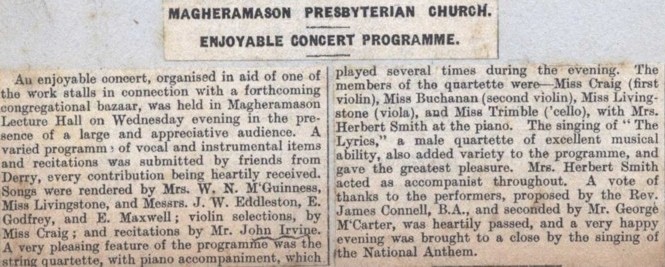 MAGHERAMASON PRESBYTERIAN CHURCH.
ENJOYABLE CONCERT PROGRAMME.
An enjoyable concert, organised in aid of one of
the work stalls in connection with a forthcoming
congregational bazaar, was held in Magheramason
Lecture Hall on Wednesday evening in the pre-
sence of a large and appreciative audience. A
varied programm of vocal and instrumental items
and recitations was submitted by friends from
Derry, every contribution being heartily received.
Songs were rendered by Mrs. W. N. M'Guinness,
Miss Livingstone, and Messrs. J. W. Eddleston, E.
Godfrey, and E. Maxwell; violin selections, by
Miss Craig; and recitations by Mr. John Irvine.
A very pleasing feature of the programme was the
string quartette, with piano accompaniment, which
played several times during the evening. The
members of the quartette were—Miss Craig (first
violin), Miss Buchanan (second violin), Miss Living-
stone (viola), and Miss Trimble ('cello), with Mrs.
Herbert Smith at the piano. The singing of "The
Lyrics," a male quartette of excellent musical
ability, also added variety to the programme, and
gave the greatest pleasure. Mrs. Herbert Smith
acted as accompanist throughout. A vote of
thanks to the performers, proposed by the Rev.
James Connell, B.A., and seconded by Mr. George
M'Carter, was heartily passed, and a very happy
evening was brought to a close by the singing of
the National Anthem.